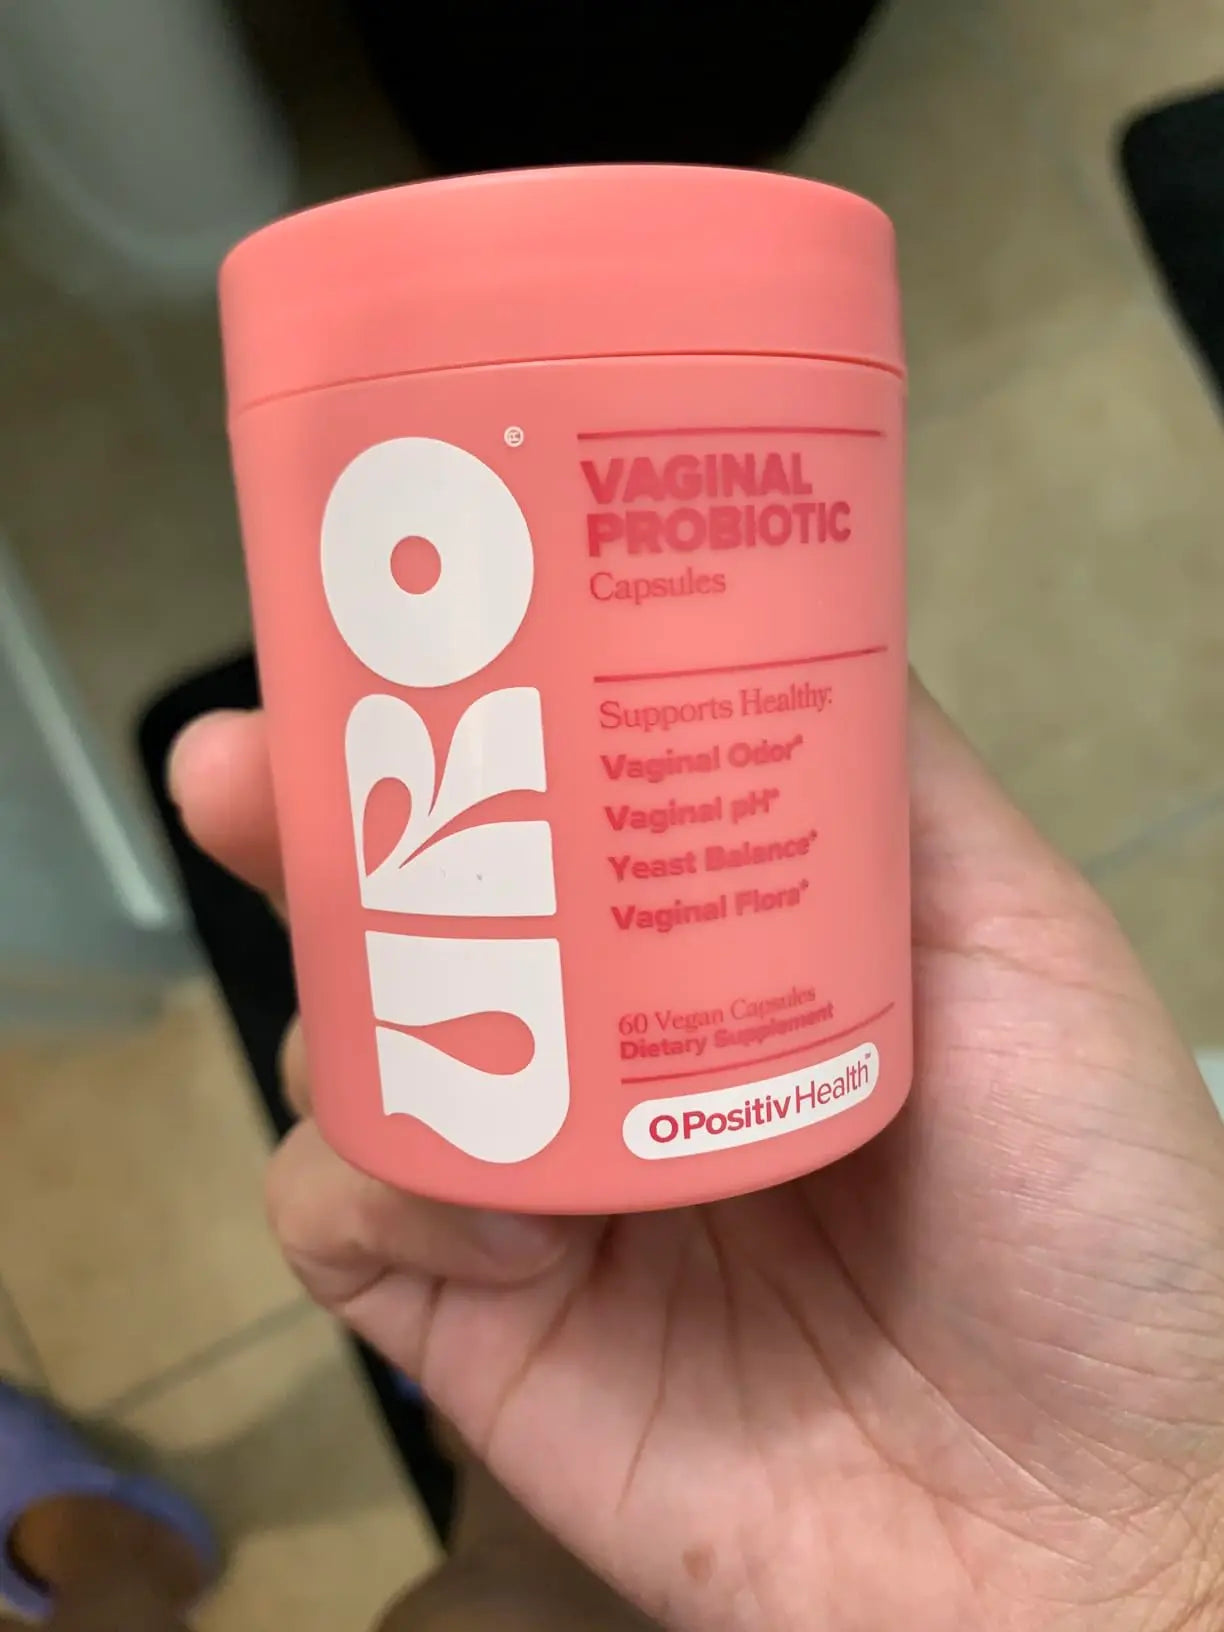 URO®
VAGINAL
PROBIOTIC
Capsules
Supports Healthy:
Vaginal Odor*
Vaginal pH*
Yeast Balance*
Vaginal Flora*
60 Vegan Capsules
Dietary Supplement
OPositivHealth™